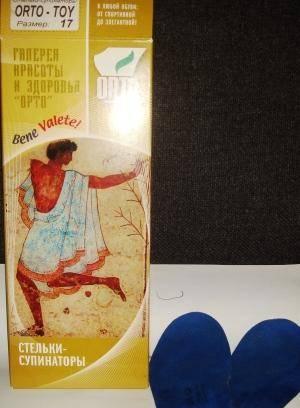 ORTO - TOY
Размер: 17
В ЛЮБОЙ ОБУВИ:
ОТ СПОРТИВНОЙ
ДО ЭЛЕГАНТНОЙ!
ГАЛЕРЕЯ
КРАСОТЫ
И ЗДОРОВЬЯ
"ОРТО"
ОРТО
Bene Valete!
СТЕЛЬКИ-
СУПИНАТОРЫ